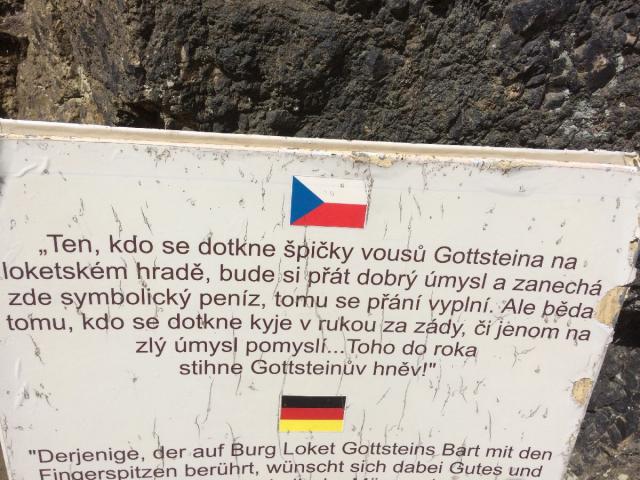 „Ten, kdo se dotkne špičky vousů Gottsteina na
loketském hradě, bude si přát dobrý úmysl a zanechá
zde symbolický peníz, tomu se přání vyplní. Ale běda
tomu, kdo se dotkne kyje v rukou za zády, či jenom na
zlý úmysl pomyslí...Toho do roka
stihne Gottsteinův hněv!"
"Derjenige, der auf Burg Loket Gottsteins Bart mit den
Fingerspitzen berührt, wünscht sich dabei Gutes und